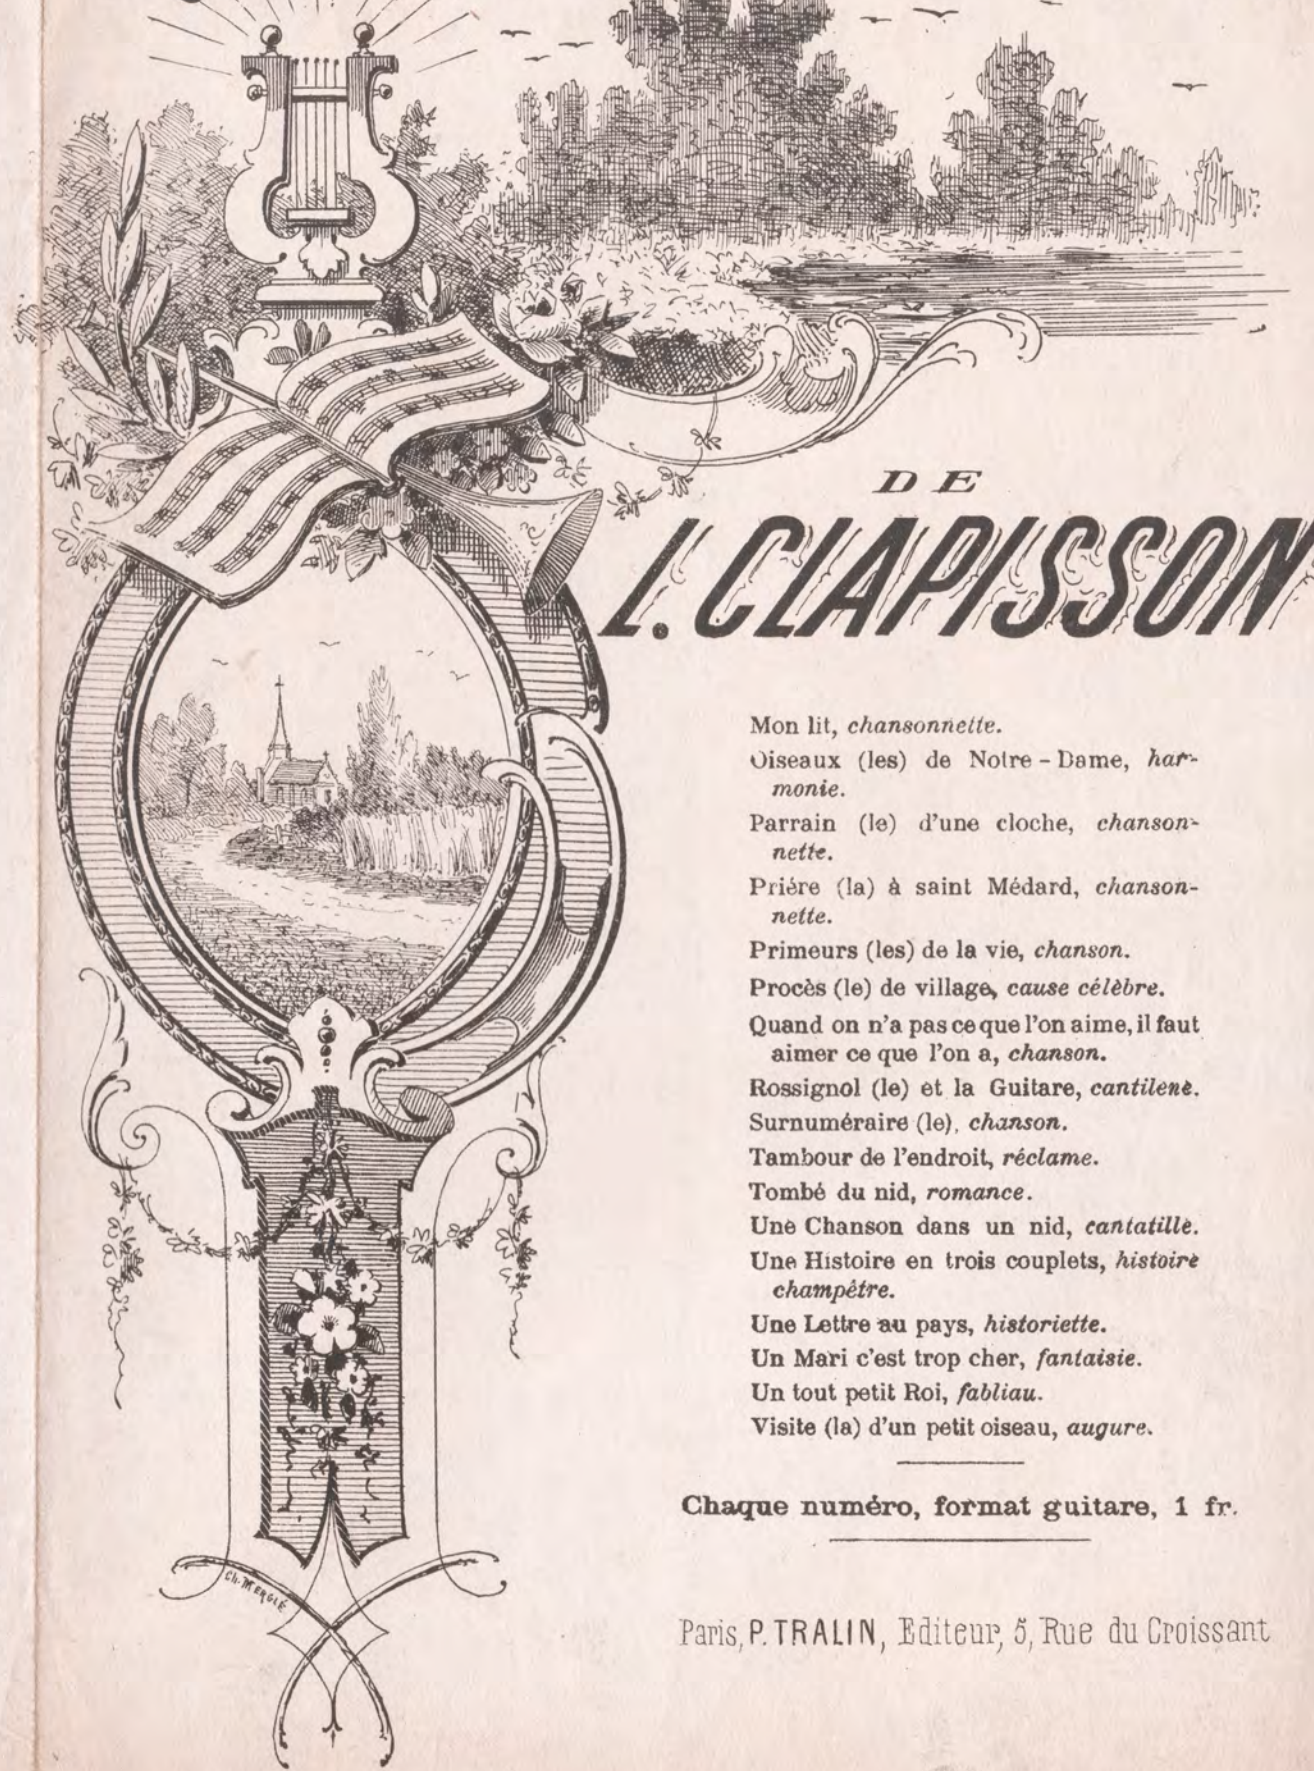 DE
L. CLAPISSON
Mon lit, chansonnette.
Oiseaux (les) de Notre-Dame, har-
monie.
Parrain (le) d'une cloche, chanson-
nette.
Priére (la) à saint Médard, chanson-
nette.
Primeurs (les) de la vie, chanson.
Procès (le) de village, cause célèbre.
Quand on n'a pas ce que l'on aime, il faut
aimer ce que l'on a, chanson.
Rossignol (le) et la Guitare, cantilene.
Surnuméraire (le), chanson.
Tambour de l'endroit, réclame.
Tombé du nid, romance.
Une Chanson dans un nid, cantatille.
Une Histoire en trois couplets, histoire
champêtre.
Une Lettre au pays, historiette.
Un Mari c'est trop cher, fantaisie.
Un tout petit Roi, fabliau.
Visite (la) d'un petit oiseau, augure.
Chaque numéro, format guitare, 1 fr.
Ch. MERGLÉ
Paris, P. TRALIN, Editeur, 5, Rue du Croissant